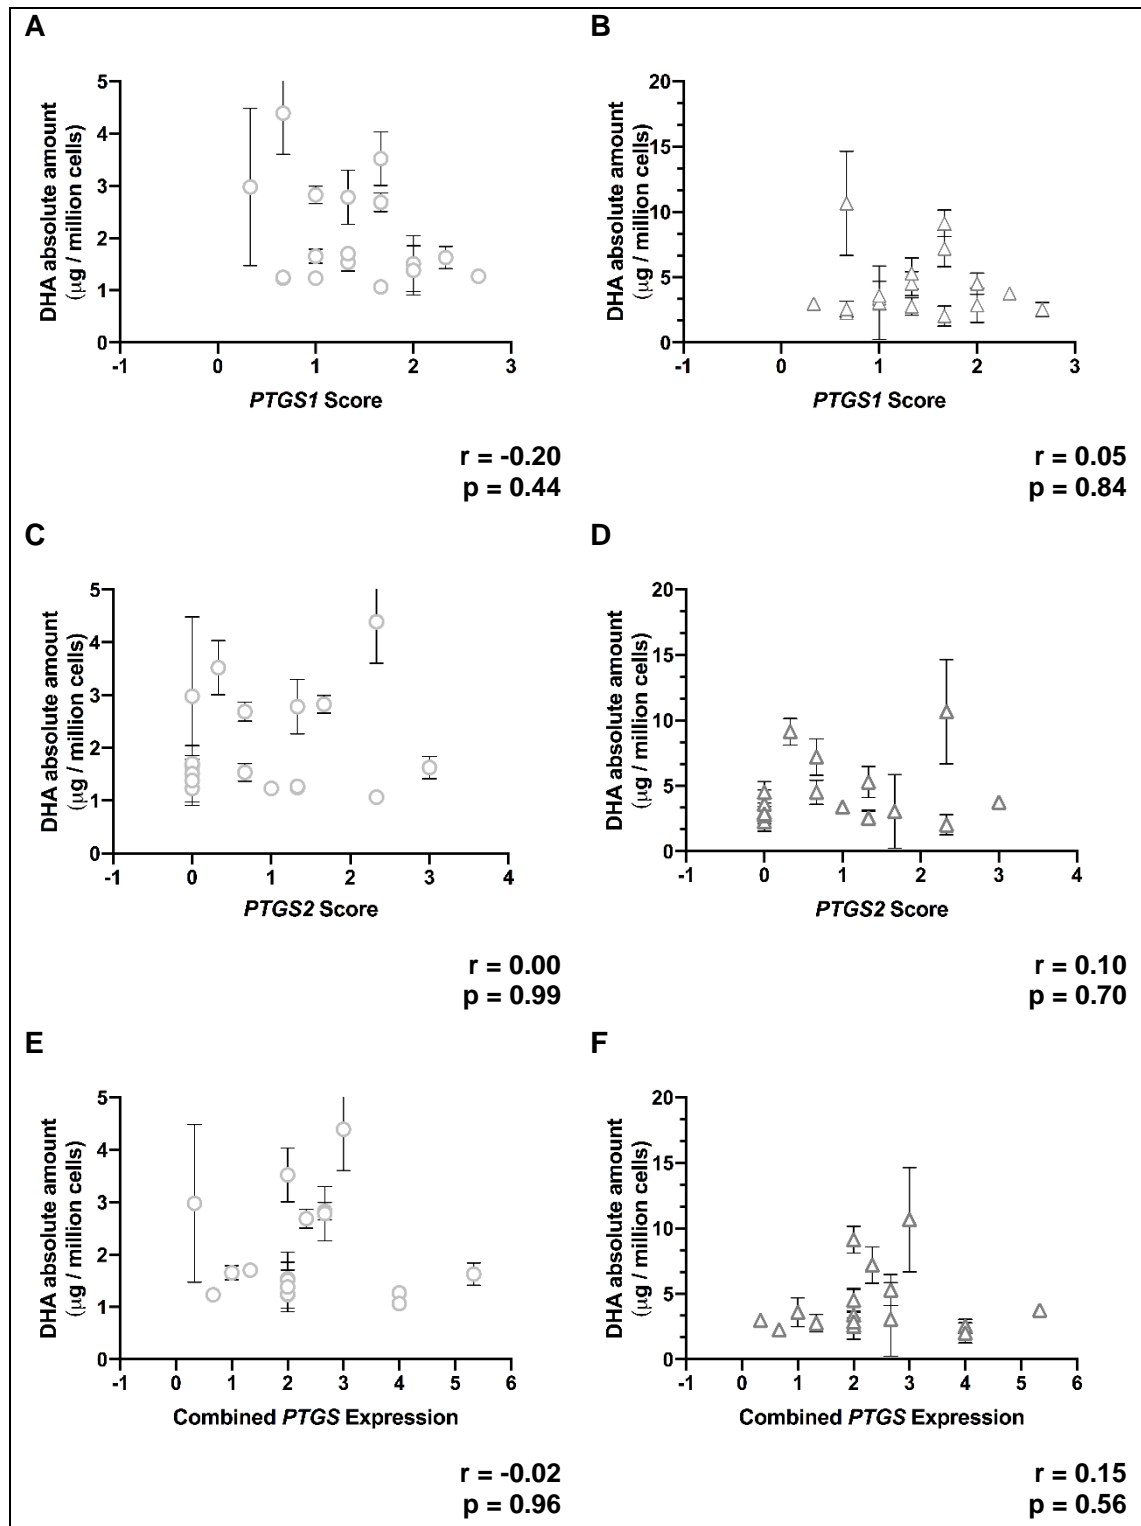 A
DHA absolute amount
(µg / million cells)
5
4
3
2
1
0
-1
0
1
2
3
PTGS1 Score
r = -0.20
p = 0.44
B
DHA absolute amount
(µg / million cells)
20
15
10
5
0
-1
0
1
2
3
PTGS1 Score
r = 0.05
p = 0.84
C
DHA absolute amount
(µg / million cells)
5
4
3
2
1
0
-1
0
1
2
3
4
PTGS2 Score
r = 0.00
p = 0.99
D
DHA absolute amount
(µg / million cells)
20
15
10
5
0
-1
0
1
2
3
4
PTGS2 Score
r = 0.10
p = 0.70
E
DHA absolute amount
(µg / million cells)
5
4
3
2
1
0
-1
0
1
2
3
4
5
6
Combined PTGS Expression
r = -0.02
p = 0.96
F
DHA absolute amount
(µg / million cells)
20
15
10
5
0
-1
0
1
2
3
4
5
6
Combined PTGS Expression
r = 0.15
p = 0.56